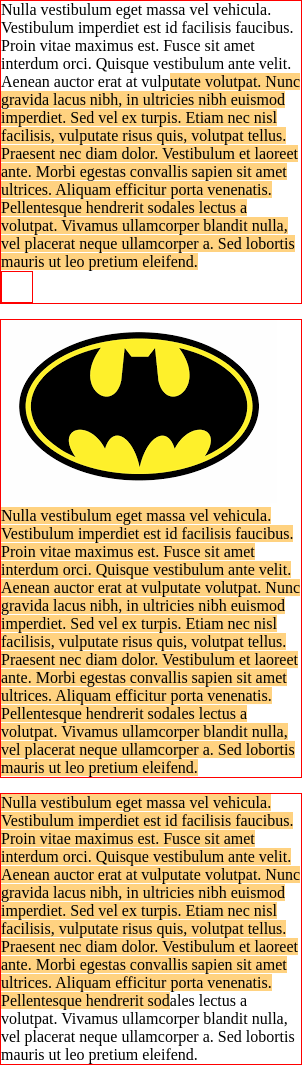 Nulla vestibulum eget massa vel vehicula.
Vestibulum imperdiet est id facilisis faucibus.
Proin vitae maximus est. Fusce sit amet
interdum orci. Quisque vestibulum ante velit.
Aenean auctor erat at vulputate volutpat. Nunc
gravida lacus nibh, in ultricies nibh euismod
imperdiet. Sed vel ex turpis. Etiam nec nisl
facilisis, vulputate risus quis, volutpat tellus.
Praesent nec diam dolor. Vestibulum et laoreet
ante. Morbi egestas convallis sapien sit amet
ultrices. Aliquam efficitur porta venenatis.
Pellentesque hendrerit sodales lectus a
volutpat. Vivamus ullamcorper blandit nulla,
vel placerat neque ullamcorper a. Sed lobortis
mauris ut leo pretium eleifend.
Nulla vestibulum eget massa vel vehicula.
Vestibulum imperdiet est id facilisis faucibus.
Proin vitae maximus est. Fusce sit amet
interdum orci. Quisque vestibulum ante velit.
Aenean auctor erat at vulputate volutpat. Nunc
gravida lacus nibh, in ultricies nibh euismod
imperdiet. Sed vel ex turpis. Etiam nec nisl
facilisis, vulputate risus quis, volutpat tellus.
Praesent nec diam dolor. Vestibulum et laoreet
ante. Morbi egestas convallis sapien sit amet
ultrices. Aliquam efficitur porta venenatis.
Pellentesque hendrerit sodales lectus a
volutpat. Vivamus ullamcorper blandit nulla,
vel placerat neque ullamcorper a. Sed lobortis
mauris ut leo pretium eleifend.
Nulla vestibulum eget massa vel vehicula.
Vestibulum imperdiet est id facilisis faucibus.
Proin vitae maximus est. Fusce sit amet
interdum orci. Quisque vestibulum ante velit.
Aenean auctor erat at vulputate volutpat. Nunc
gravida lacus nibh, in ultricies nibh euismod
imperdiet. Sed vel ex turpis. Etiam nec nisl
facilisis, vulputate risus quis, volutpat tellus.
Praesent nec diam dolor. Vestibulum et laoreet
ante. Morbi egestas convallis sapien sit amet
ultrices. Aliquam efficitur porta venenatis.
Pellentesque hendrerit sodales lectus a
volutpat. Vivamus ullamcorper blandit nulla,
vel placerat neque ullamcorper a. Sed lobortis
mauris ut leo pretium eleifend.